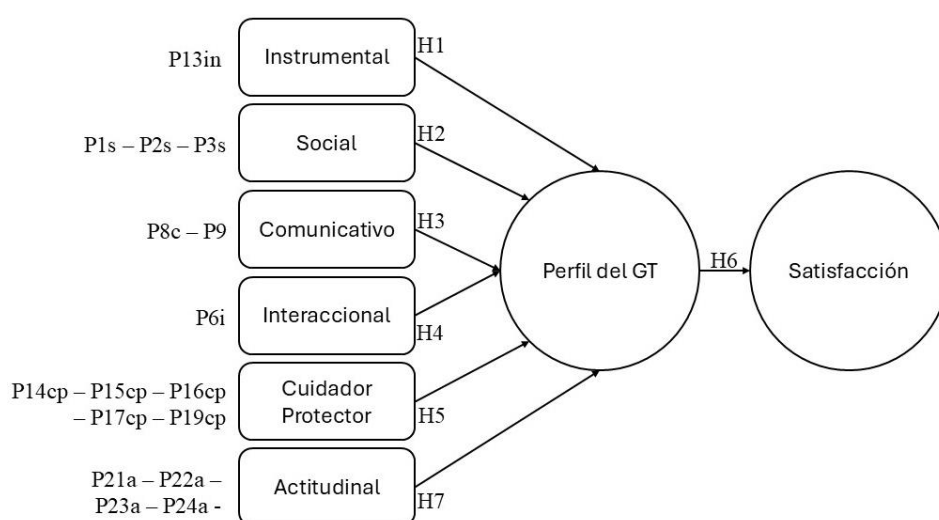 P13in
Instrumental
H1
P1s – P2s – P3s
Social
H2
P8c – P9
Comunicativo
H3
P6i
Interaccional
H4
P14cp – P15cp – P16cp
– P17cp – P19cp
Cuidador
Protector
H5
P21a – P22a –
P23a – P24a -
Actitudinal
H7
Perfil del GT
H6
Satisfacción